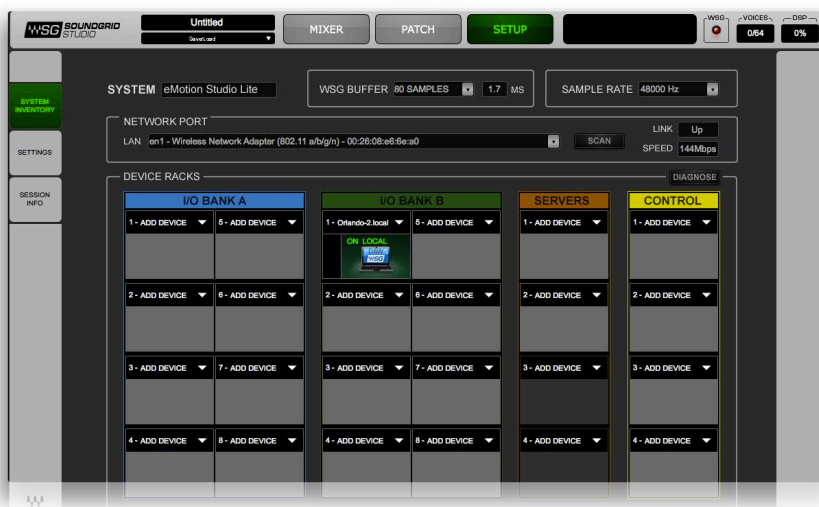 WSG SOUNDGRID STUDIO
Untitled
Save/Load
MIXER
PATCH
SETUP
WSG
VOICES
0/64
DSP
0%
SYSTEM INVENTORY
SETTINGS
SESSION INFO
SYSTEM eMotion Studio Lite
WSG BUFFER 80 SAMPLES 1.7 MS
SAMPLE RATE 48000 Hz
NETWORK PORT
LAN en1 - Wireless Network Adapter (802.11 a/b/g/n) - 00:26:08:e6:6e:a0
SCAN
LINK Up
SPEED 144Mbps
DEVICE RACKS
DIAGNOSE
I/O BANK A
I/O BANK B
SERVERS
CONTROL
1 - ADD DEVICE 5 - ADD DEVICE 1 - Orlando-2.local 5 - ADD DEVICE 1 - ADD DEVICE 1 - ADD DEVICE
ON LOCAL
WSG
2 - ADD DEVICE 6 - ADD DEVICE 2 - ADD DEVICE 6 - ADD DEVICE 2 - ADD DEVICE 2 - ADD DEVICE
3 - ADD DEVICE 7 - ADD DEVICE 3 - ADD DEVICE 7 - ADD DEVICE 3 - ADD DEVICE 3 - ADD DEVICE
4 - ADD DEVICE 8 - ADD DEVICE 4 - ADD DEVICE 8 - ADD DEVICE 4 - ADD DEVICE 4 - ADD DEVICE